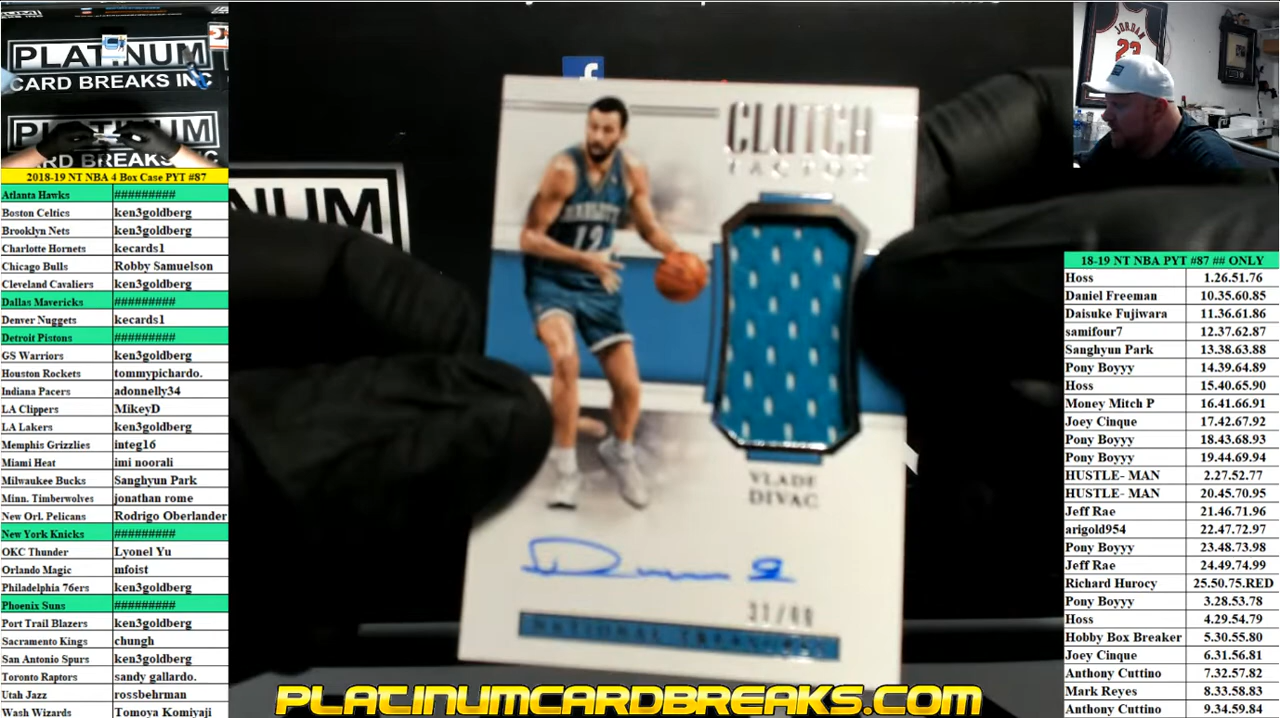 PLATINUM
CARD BREAKS INC
PLATINUM
RD BREAKS INC
2018-19 NT NBA 4 Box Case PYT #87
Atlanta Hawks #########
Boston Celtics ken3goldberg
Brooklyn Nets ken3goldberg
Charlotte Hornets kecards1
Chicago Bulls Robby Samuelson
Cleveland Cavaliers ken3goldberg
Dallas Mavericks #########
Denver Nuggets kecards1
Detroit Pistons #########
GS Warriors ken3goldberg
Houston Rockets tommypichardo.
Indiana Pacers adonnelly34
LA Clippers MikeyD
LA Lakers ken3goldberg
Memphis Grizzlies integ16
Miami Heat imi noorali
Milwaukee Bucks Sanghyun Park
Minn. Timberwolves jonathan rome
New Orl. Pelicans Rodrigo Oberlander
New York Knicks #########
OKC Thunder Lyonel Yu
Orlando Magic mfoist
Philadelphia 76ers ken3goldberg
Phoenix Suns #########
Port Trail Blazers ken3goldberg
Sacramento Kings chungh
San Antonio Spurs ken3goldberg
Toronto Raptors sandy gallardo.
Utah Jazz rossbehrman
Wash Wizards Tomoya Komiyaji
f
NUM
CLUTCH
FACTOR
CHARLOTTE
12
VLADE
DIVAC
NATIONAL TREASURES
PLATINUMCARDBREAKS.COM
JORDAN
23
18-19 NT NBA PYT #87 ## ONLY
Hoss 1.26.51.76
Daniel Freeman 10.35.60.85
Daisuke Fujiwara 11.36.61.86
samifour7 12.37.62.87
Sanghyun Park 13.38.63.88
Pony Boyyy 14.39.64.89
Hoss 15.40.65.90
Money Mitch P 16.41.66.91
Joey Cinque 17.42.67.92
Pony Boyyy 18.43.68.93
Pony Boyyy 19.44.69.94
HUSTLE- MAN 2.27.52.77
HUSTLE- MAN 20.45.70.95
Jeff Rae 21.46.71.96
arigold954 22.47.72.97
Pony Boyyy 23.48.73.98
Jeff Rae 24.49.74.99
Richard Hurocy 25.50.75.RED
Pony Boyyy 3.28.53.78
Hoss 4.29.54.79
Hobby Box Breaker 5.30.55.80
Joey Cinque 6.31.56.81
Anthony Cuttino 7.32.57.82
Mark Reyes 8.33.58.83
Anthony Cuttino 9.34.59.84